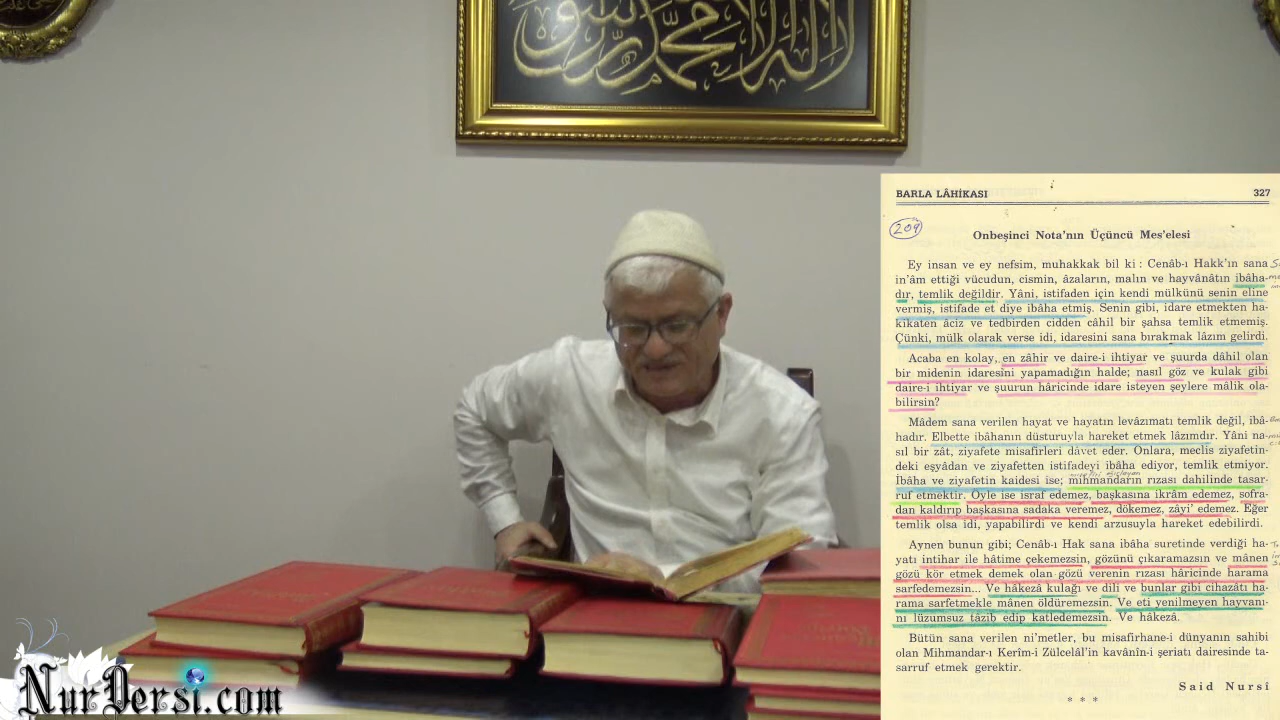 لا اله الا الله محمد رسول الله
BARLA LÂHİKASI 327
209
Onbeşinci Nota'nın Üçüncü Mes'elesi
Ey insan ve ey nefsim, muhakkak bil ki : Cenâb-ı Hakk'ın sana
in'âm ettiği vücudun, cismin, âzaların, malın ve hayvânâtın ibâha-
dır, temlik değildir. Yâni, istifaden için kendi mülkünü senin eline
vermiş, istifade et diye ibâha etmiş. Senin gibi, idare etmekten ha-
kikaten âciz ve tedbirden cidden câhil bir şahsa temlik etmemiş.
Çünki, mülk olarak verse idi, idaresini sana bırakmak lâzım gelirdi.
Acaba en kolay, en zâhir ve daire-i ihtiyar ve şuurda dâhil olan
bir midenin idaresini yapamadığın halde; nasıl göz ve kulak gibi
daire-i ihtiyar ve şuurun hâricinde idare isteyen şeylere mâlik ola-
bilirsin?
Mâdem sana verilen hayat ve hayatın levâzımatı temlik değil, ibâ-
hadır. Elbette ibâhanın düsturuyla hareket etmek lâzımdır. Yâni na-
sıl bir zât, ziyafete misafirleri dâvet eder. Onlara, meclis ziyafetin-
deki eşyâdan ve ziyafetten istifadeyi ibâha ediyor, temlik etmiyor.
İbâha ve ziyafetin kaidesi ise; mihmandarın rızası dahilinde tasar-
ruf etmektir. Öyle ise israf edemez, başkasına ikrâm edemez, sofra-
dan kaldırıp başkasına sadaka veremez, dökemez, zâyi' edemez. Eğer
temlik olsa idi, yapabilirdi ve kendi arzusuyla hareket edebilirdi.
Aynen bunun gibi; Cenâb-ı Hak sana ibâha suretinde verdiği ha-
yatı intihar ile hâtime çekemezsin, gözünü çıkaramazsın ve mânen
gözü kör etmek demek olan gözü verenin rızası hâricinde harama
sarfedemezsin... Ve hâkezâ kulağı ve dili ve bunlar gibi cihazâtı ha-
rama sarfetmekle mânen öldüremezsin. Ve eti yenilmeyen hayvanı-
nı lüzumsuz tâzib edip katledemezsin. Ve hâkezâ.
Bütün sana verilen ni'metler, bu misafirhane-i dünyanın sahibi
olan Mihmandar-ı Kerîm-i Zülcelâl'in kavânîn-i şeriatı dairesinde ta-
sarruf etmek gerektir.
Said Nursî
* * *
NurDersi.com